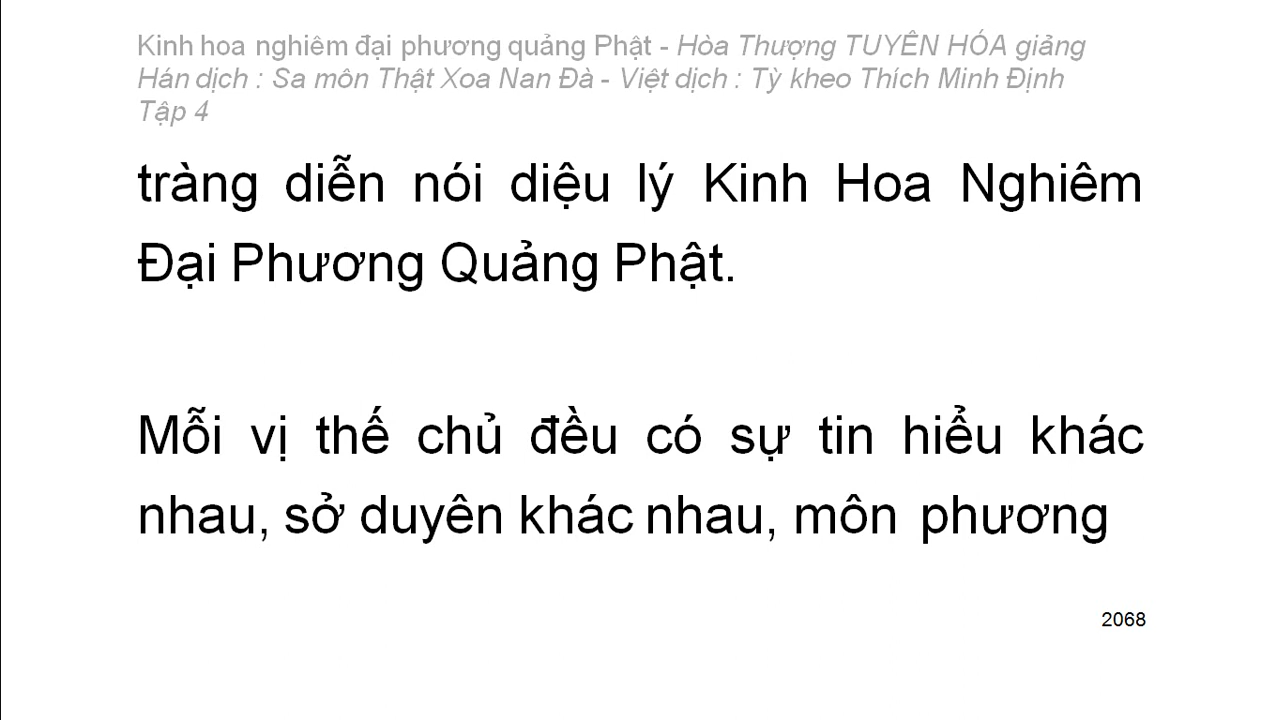 Kinh hoa nghiêm đại phương quảng Phật - Hòa Thượng TUYÊN HÓA giảng
Hán dịch : Sa môn Thật Xoa Nan Đà - Việt dịch : Tỳ kheo Thích Minh Định
Tập 4
tràng diễn nói diệu lý Kinh Hoa Nghiêm
Đại Phương Quảng Phật.
Mỗi vị thế chủ đều có sự tin hiểu khác
nhau, sở duyên khác nhau, môn phương
2068